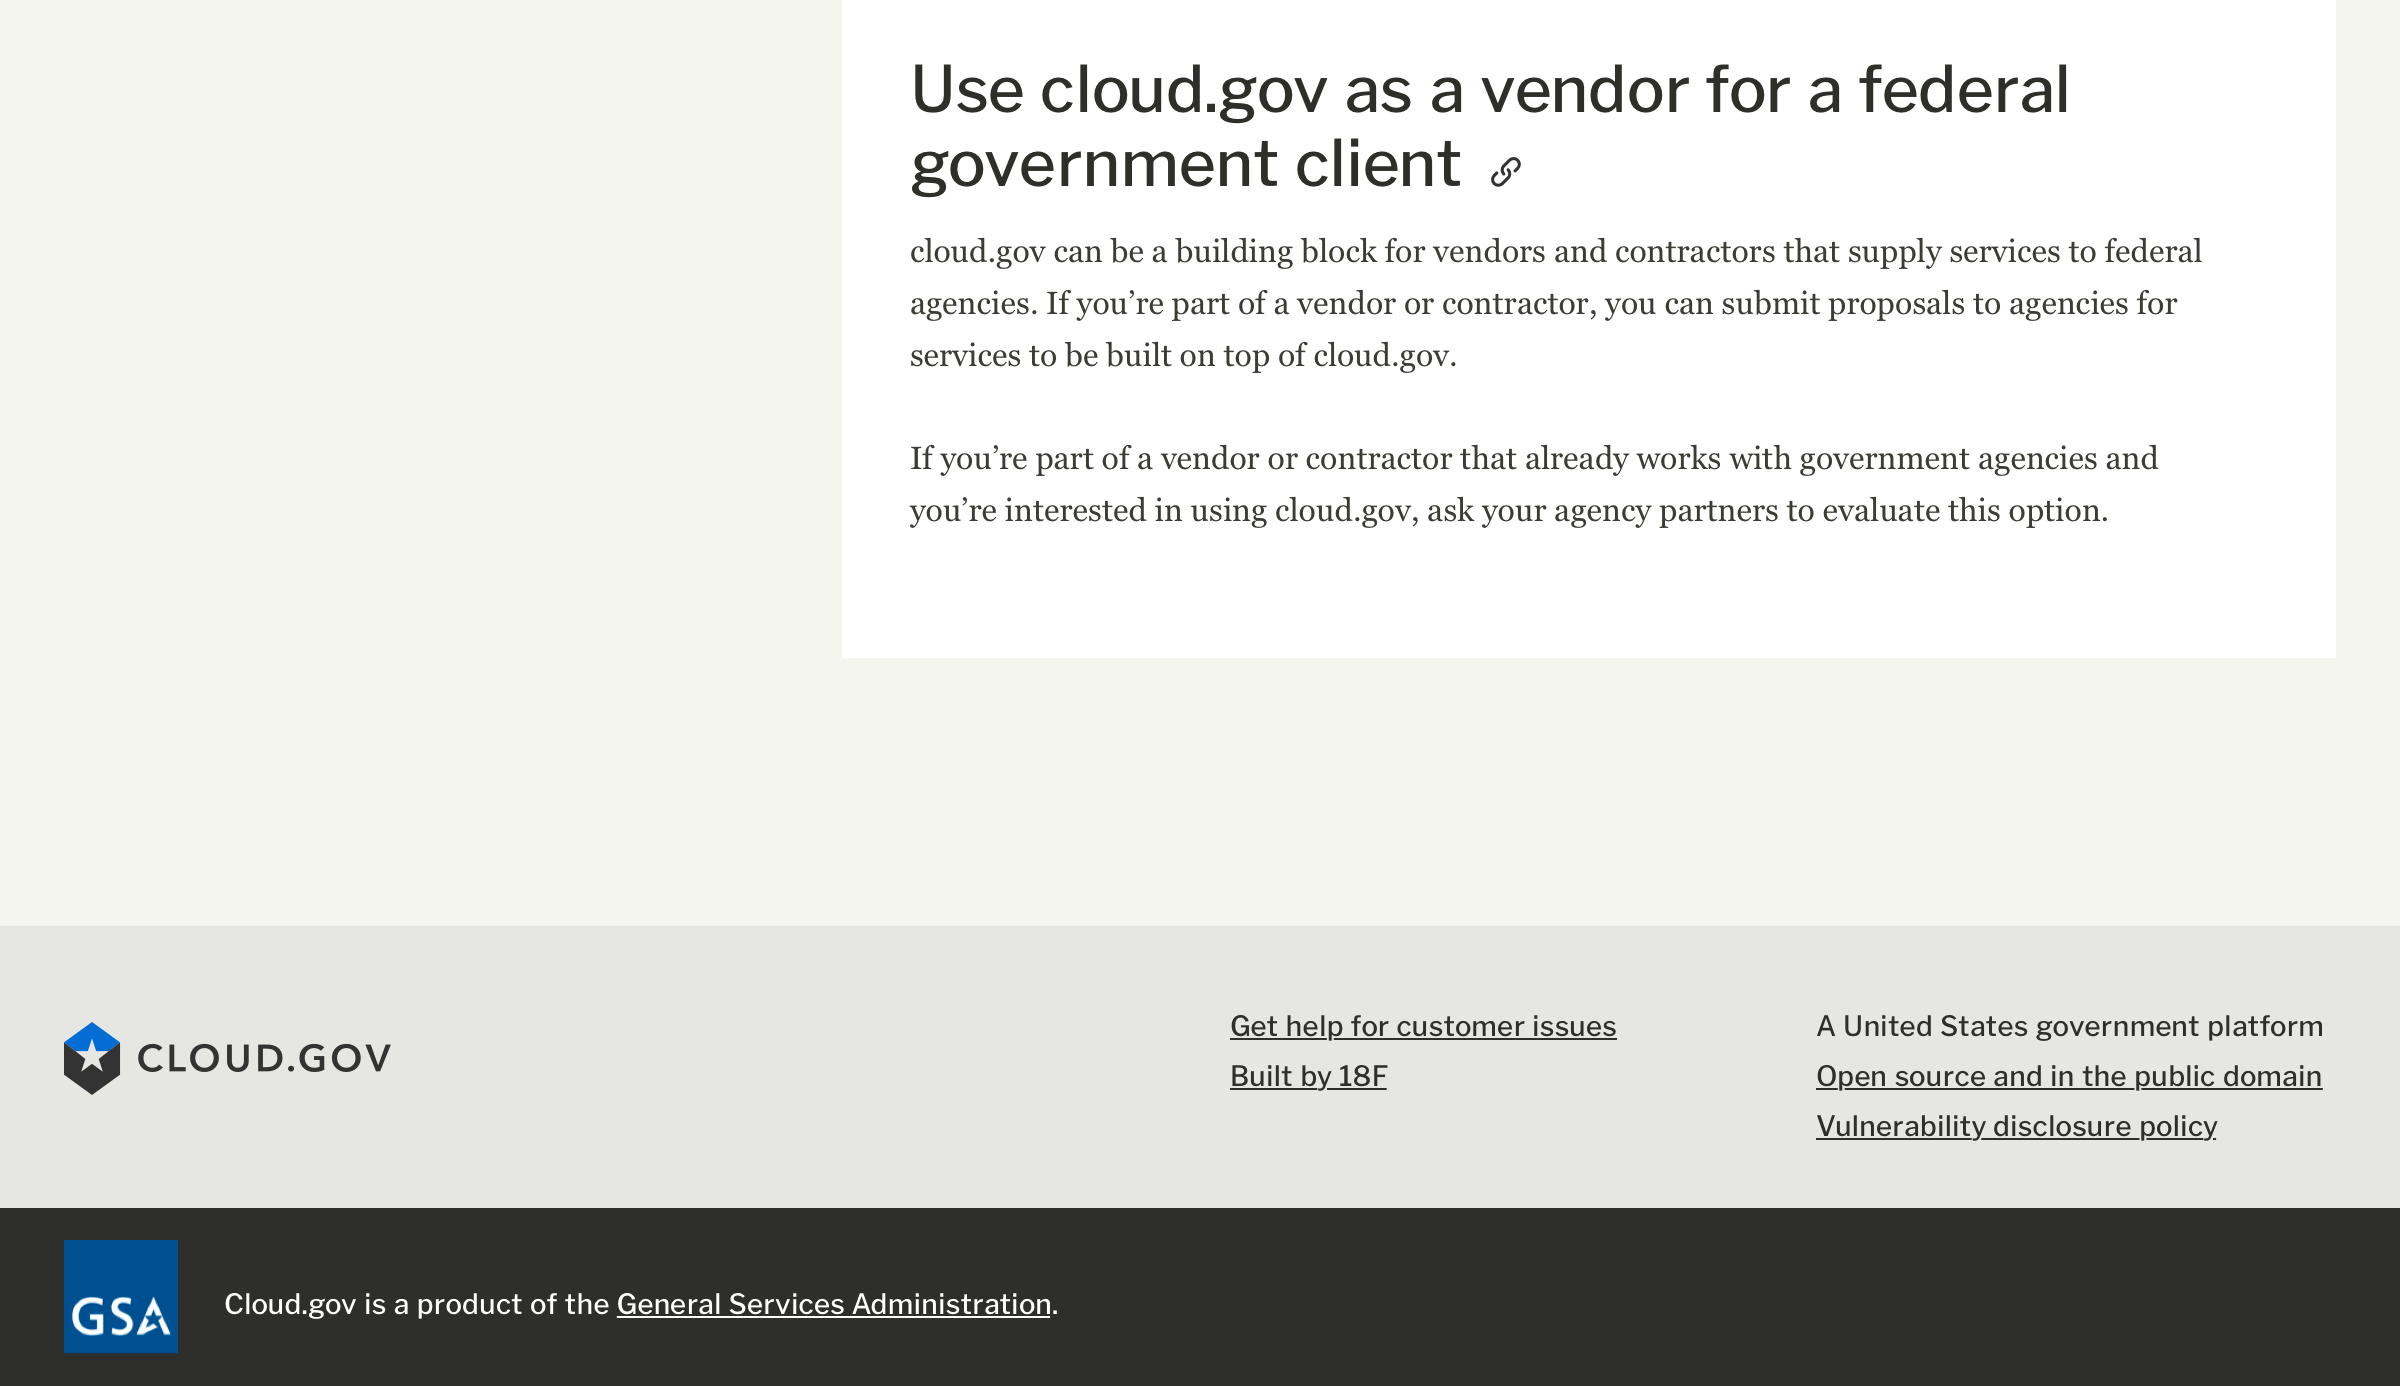 Use cloud.gov as a vendor for a federal
government client
cloud.gov can be a building block for vendors and contractors that supply services to federal
agencies. If you’re part of a vendor or contractor, you can submit proposals to agencies for
services to be built on top of cloud.gov.
If you’re part of a vendor or contractor that already works with government agencies and
you’re interested in using cloud.gov, ask your agency partners to evaluate this option.
CLOUD.GOV
Get help for customer issues
Built by 18F
A United States government platform
Open source and in the public domain
Vulnerability disclosure policy
GSA
Cloud.gov is a product of the General Services Administration.